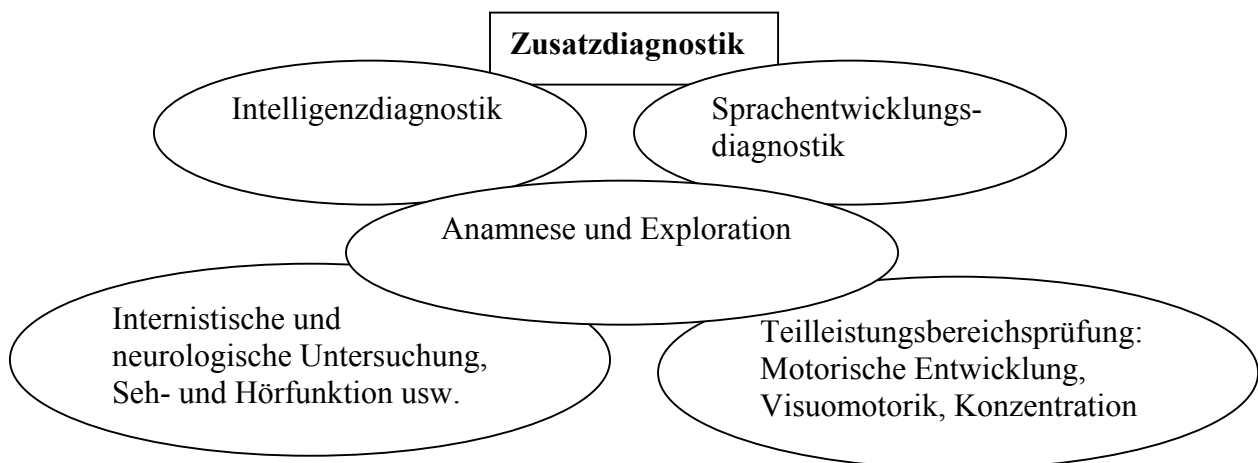 Zusatzdiagnostik
Intelligenzdiagnostik
Sprachentwicklungs-
diagnostik
Anamnese und Exploration
Internistische und
neurologische Untersuchung,
Seh- und Hörfunktion usw.
Teilleistungsbereichsprüfung:
Motorische Entwicklung,
Visuomotorik, Konzentration